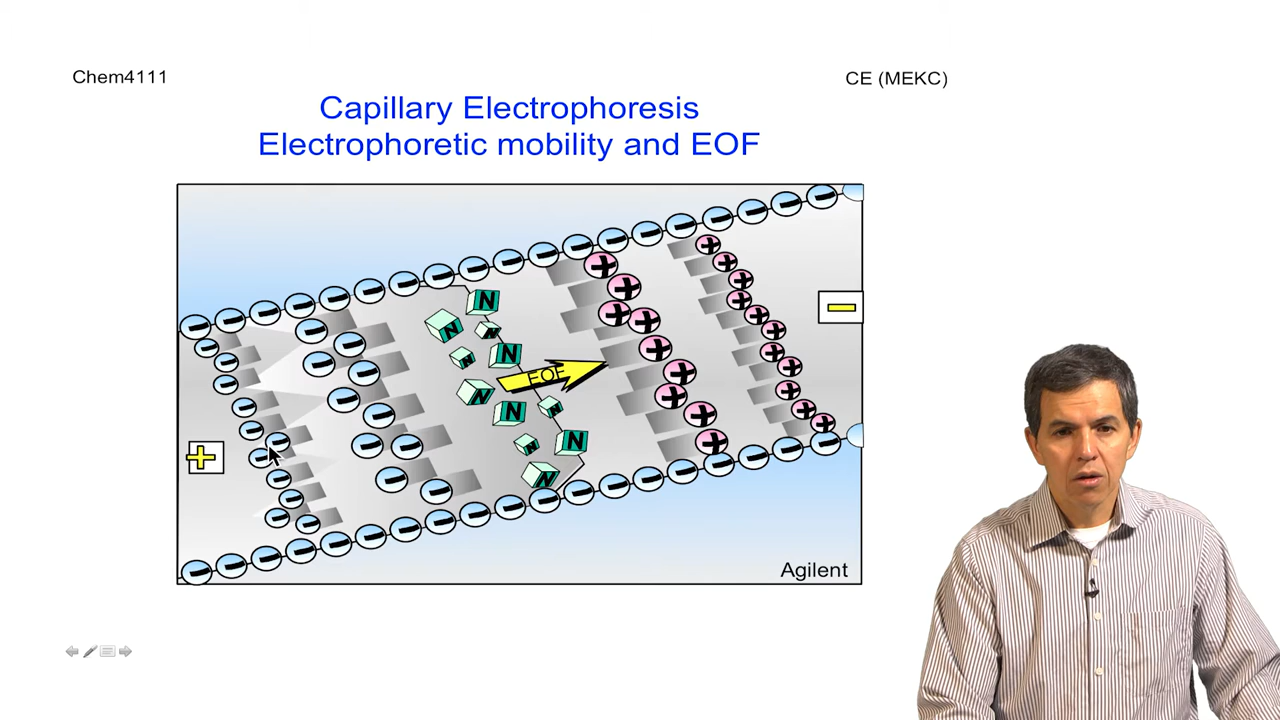 Chem4111
CE (MEKC)
Capillary Electrophoresis
Electrophoretic mobility and EOF
N
N
N
N
N
N
EOF
N
N
N
N
N
N
+
−
Agilent